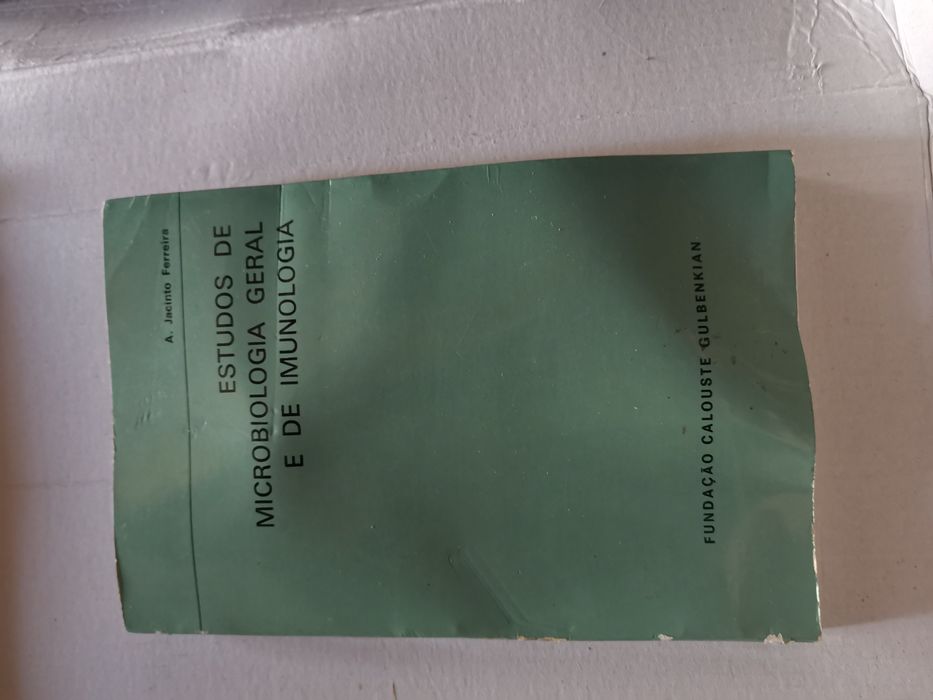 A. Jacinto Ferreira
ESTUDOS DE
MICROBIOLOGIA GERAL
E DE IMUNOLOGIA
FUNDAÇÃO CALOUSTE GULBENKIAN